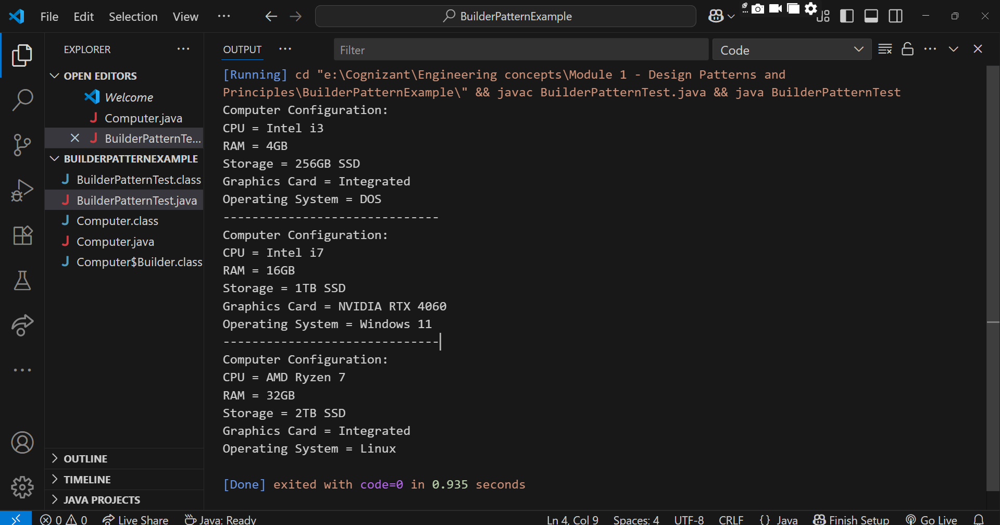 File Edit Selection View ···
BuilderPatternExample
EXPLORER ···
OPEN EDITORS
Welcome
Computer.java
BuilderPatternTe...
BUILDERPATTERNEXAMPLE
BuilderPatternTest.class
BuilderPatternTest.java
Computer.class
Computer.java
Computer$Builder.class
OUTLINE
TIMELINE
JAVA PROJECTS
OUTPUT ··· Filter Code
[Running] cd "e:\Cognizant\Engineering concepts\Module 1 - Design Patterns and
Principles\BuilderPatternExample\" && javac BuilderPatternTest.java && java BuilderPatternTest
Computer Configuration:
CPU = Intel i3
RAM = 4GB
Storage = 256GB SSD
Graphics Card = Integrated
Operating System = DOS
------------------------------
Computer Configuration:
CPU = Intel i7
RAM = 16GB
Storage = 1TB SSD
Graphics Card = NVIDIA RTX 4060
Operating System = Windows 11
------------------------------
Computer Configuration:
CPU = AMD Ryzen 7
RAM = 32GB
Storage = 2TB SSD
Graphics Card = Integrated
Operating System = Linux
[Done] exited with code=0 in 0.935 seconds
0 0 Live Share Java: Ready Ln 4, Col 9 Spaces: 4 UTF-8 CRLF {} Java Finish Setup Go Live